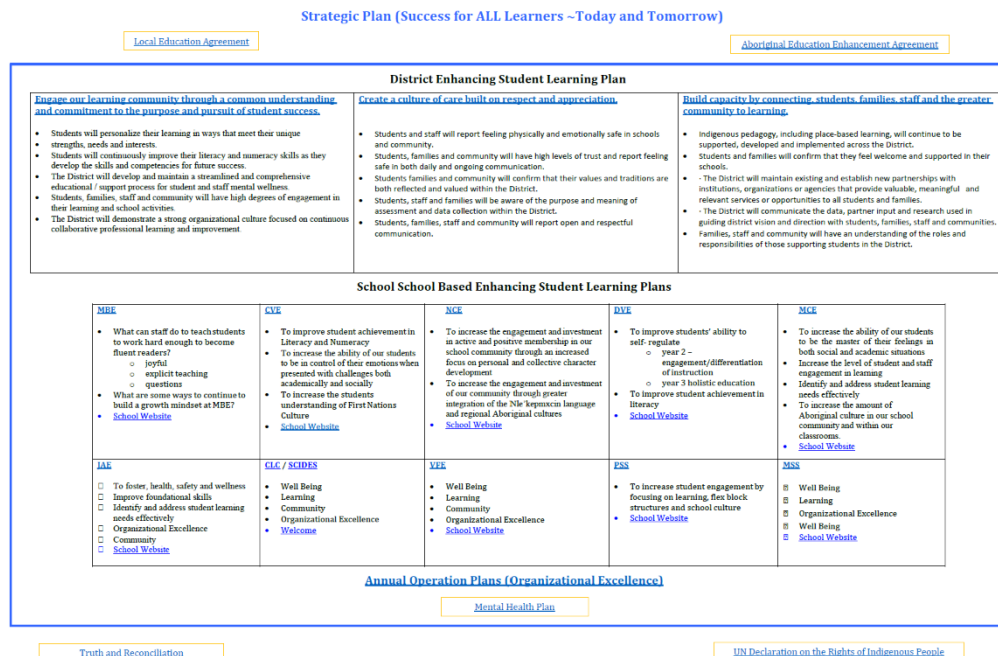 Strategic Plan (Success for ALL Learners ~Today and Tomorrow)
Local Education Agreement
Aboriginal Education Enhancement Agreement
District Enhancing Student Learning Plan
Engage our learning community through a common understanding
and commitment to the purpose and pursuit of student success.
• Students will personalize their learning in ways that meet their unique
• strengths, needs and interests.
• Students will continuously improve their literacy and numeracy skills as they
develop the skills and competencies for future success.
• The District will develop and maintain a streamlined and comprehensive
educational / support process for student and staff mental wellness.
• Students, families, staff and community will have high degrees of engagement in
their learning and school activities.
• The District will demonstrate a strong organizational culture focused on continuous
collaborative professional learning and improvement.
Create a culture of care built on respect and appreciation.
• Students and staff will report feeling physically and emotionally safe in schools
and community.
• Students, families and community will have high levels of trust and report feeling
safe in both daily and ongoing communication.
• Students families and community will confirm that their values and traditions are
both reflected and valued within the District.
• Students, staff and families will be aware of the purpose and meaning of
assessment and data collection within the District.
• Students, families, staff and community will report open and respectful
communication.
Build capacity by connecting, students, families, staff and the greater
community to learning.
• Indigenous pedagogy, including place-based learning, will continue to be
supported, developed and implemented across the District.
• Students and families will confirm that they feel welcome and supported in their
schools.
• - The District will maintain existing and establish new partnerships with
institutions, organizations or agencies that provide valuable, meaningful and
relevant services or opportunities to all students and families.
• - The District will communicate the data, partner input and research used in
guiding district vision and direction with students, families, staff and communities.
• Families, staff and community will have an understanding of the roles and
responsibilities of those supporting students in the District.
School School Based Enhancing Student Learning Plans
MBE
• What can staff do to teach students
to work hard enough to become
fluent readers?
o joyful
o explicit teaching
o questions
• What are some ways to continue to
build a growth mindset at MBE?
• School Website
CVE
• To improve student achievement in
Literacy and Numeracy
• To increase the ability of our students
to be in control of their emotions when
presented with challenges both
academically and socially
• To increase the students
understanding of First Nations
Culture
• School Website
NCE
• To increase the engagement and investment
in active and positive membership in our
school community through an increased
focus on personal and collective character
development
• To increase the engagement and investment
of our community through greater
integration of the Nle'kepmxcin language
and regional Aboriginal cultures
• School Website
DVE
• To improve students' ability to
self- regulate
o year 2 –
engagement/differentiation
of instruction
o year 3 holistic education
• To improve student achievement in
literacy
• School Website
MCE
• To increase the ability of our students
to be the master of their feelings in
both social and academic situations
• Increase the level of student and staff
engagement in learning
• Identify and address student learning
needs effectively
• To increase the amount of
Aboriginal culture in our school
community and within our
classrooms.
• School Website
JAE
□ To foster, health, safety and wellness
□ Improve foundational skills
□ Identify and address student learning
needs effectively
□ Organizational Excellence
□ Community
□ School Website
CLC / SCIDES
• Well Being
• Learning
• Community
• Organizational Excellence
• Welcome
VFE
• Well Being
• Learning
• Community
• Organizational Excellence
• School Website
PSS
• To increase student engagement by
focusing on learning, flex block
structures and school culture
• School Website
MSS
Well Being
Learning
Organizational Excellence
Well Being
School Website
Annual Operation Plans (Organizational Excellence)
Mental Health Plan
Truth and Reconciliation
UN Declaration on the Rights of Indigenous People